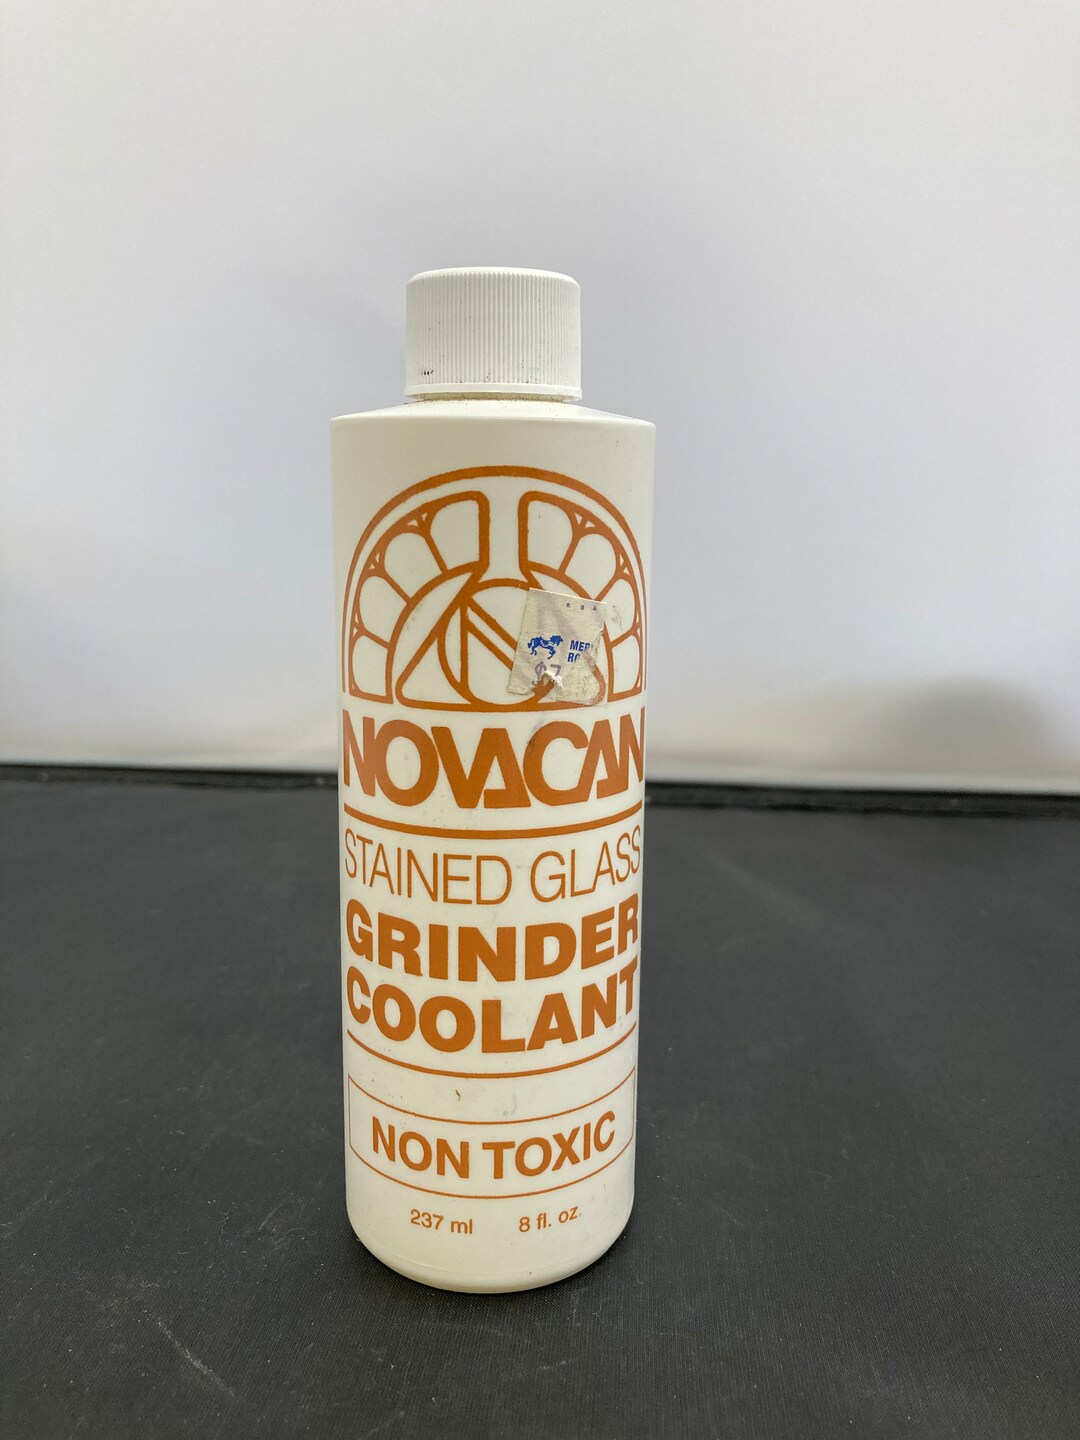 NOVACAN
STAINED GLASS
GRINDER
COOLANT
NON TOXIC
237 ml 8 fl. oz.